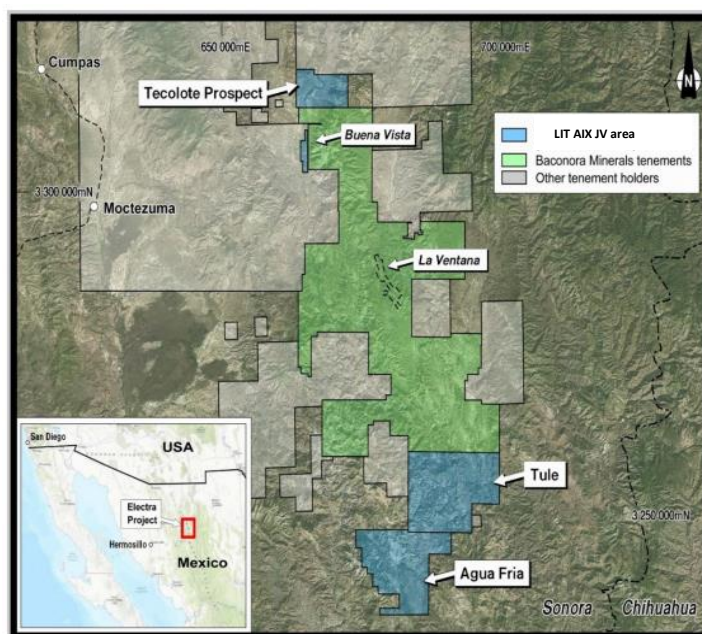 650 000mE
700 000mE
Cumpas
Tecolote Prospect
N
Buena Vista
LIT AIX JV area
Baconora Minerals tenements
Other tenement holders
3 300 000mN
Moctezuma
La Ventana
San Diego
USA
Electra
Project
Hermosillo
Mexico
Tule
3 250 000mN
Agua Fria
Sonora
Chihuahua